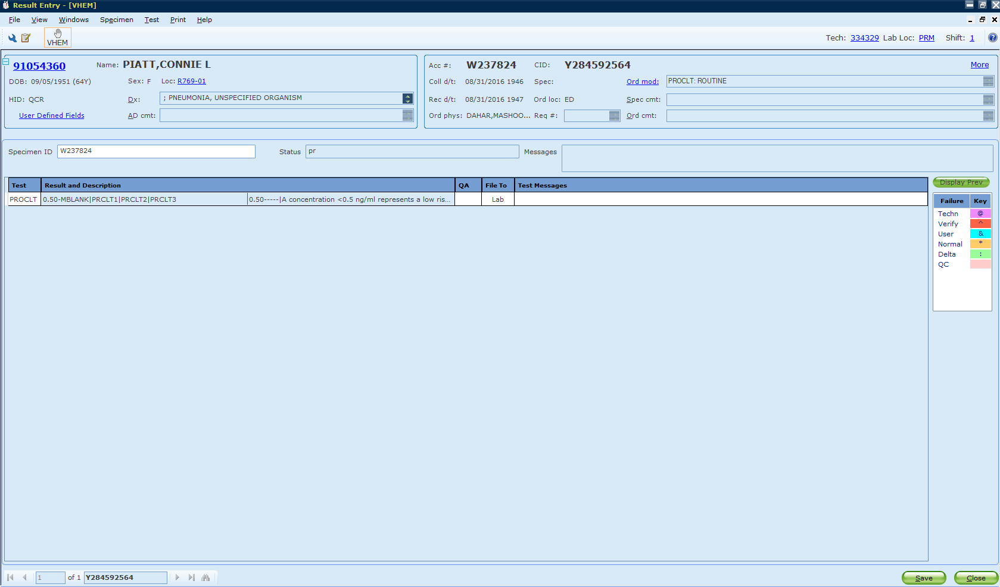 Result Entry - [VHEM]
File View Windows Specimen Test Print Help
VHEM
Tech: 334329 Lab Loc: PRM Shift: 1
91054360 Name: PIATT,CONNIE L
DOB: 09/05/1951 (64Y) Sex: F Loc: R769-01
HID: QCR Dx: ; PNEUMONIA, UNSPECIFIED ORGANISM
User Defined Fields AD cmt:
Acc #: W237824 CID: Y284592564 More
Coll d/t: 08/31/2016 1946 Spec: Ord mod: PROCLT: ROUTINE
Rec d/t: 08/31/2016 1947 Ord loc: ED Spec cmt:
Ord phys: DAHAR,MASHOO... Req #: Ord cmt:
Specimen ID W237824 Status pr Messages
Test Result and Description QA File To Test Messages
PROCLT 0.50-MBLANK|PRCLT1|PRCLT2|PRCLT3 0.50-----|A concentration <0.5 ng/ml represents a low ris... Lab
Display Prev
Failure Key
Techn @
Verify ^
User &
Normal *
Delta :
QC
1 of 1 Y284592564
Save Close